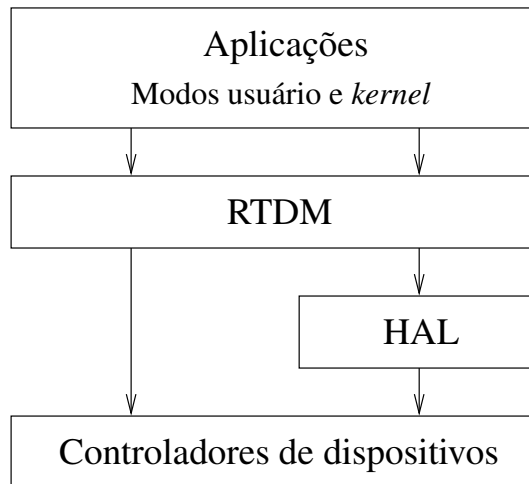 Aplicações
Modos usuário e kernel
RTDM
HAL
Controladores de dispositivos